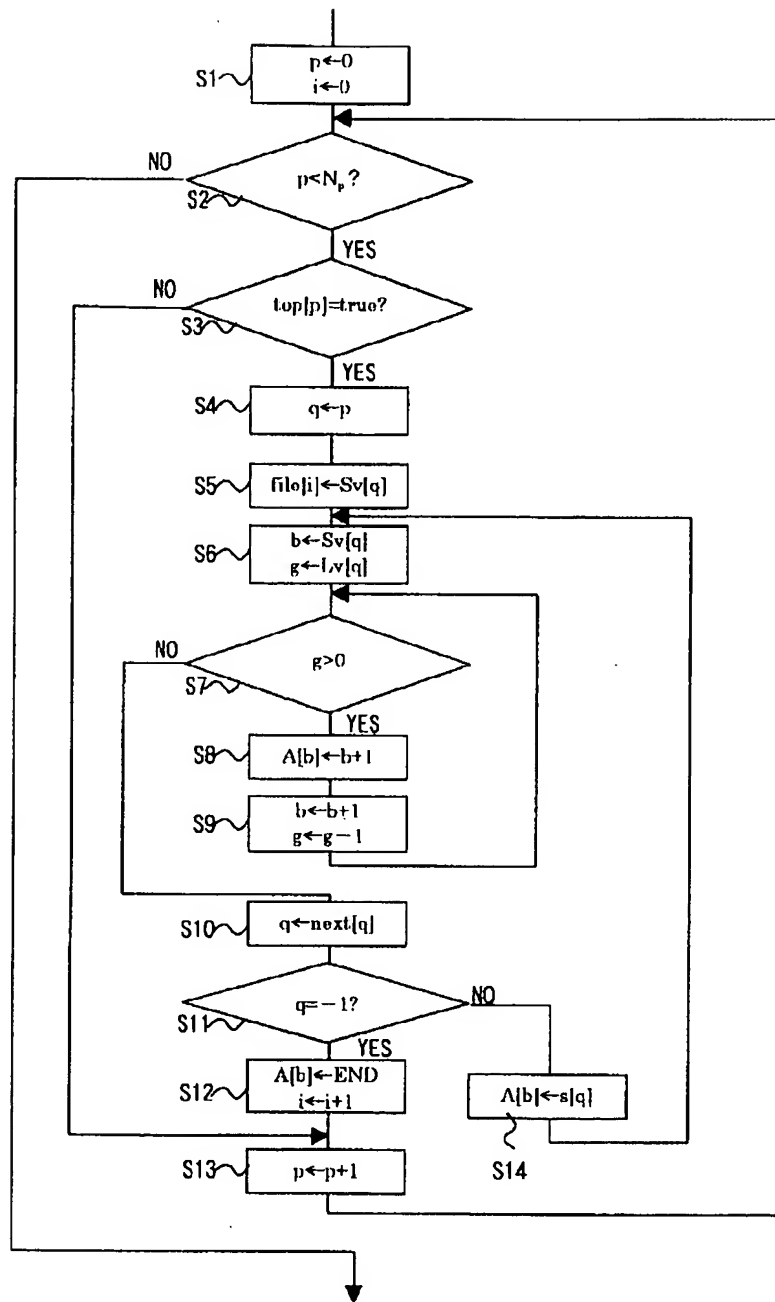 S1
p←0
i←0
NO
p<Np?
S2
YES
NO
top[p]=true?
S3
YES
S4
q←p
S5
file[i]←Sv[q]
S6
b←Sv[q]
g←Lv[q]
NO
g>0
S7
YES
S8
A[b]←b+1
S9
b←b+1
g←g-1
S10
q←next[q]
q=-1?
NO
S11
YES
S12
A[b]←END
i←i+1
A[b]←s[q]
S14
S13
p←p+1